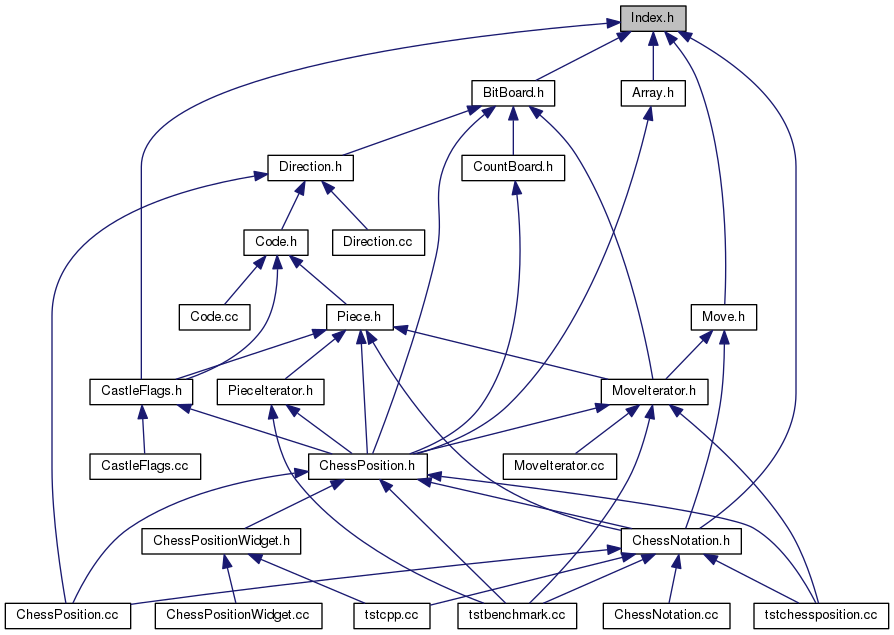 Index.h
BitBoard.h
Array.h
Direction.h
CountBoard.h
Code.h
Direction.cc
Code.cc
Piece.h
Move.h
CastleFlags.h
PieceIterator.h
MoveIterator.h
CastleFlags.cc
ChessPosition.h
MoveIterator.cc
ChessPositionWidget.h
ChessNotation.h
ChessPosition.cc
ChessPositionWidget.cc
tstcpp.cc
tstbenchmark.cc
ChessNotation.cc
tstchessposition.cc